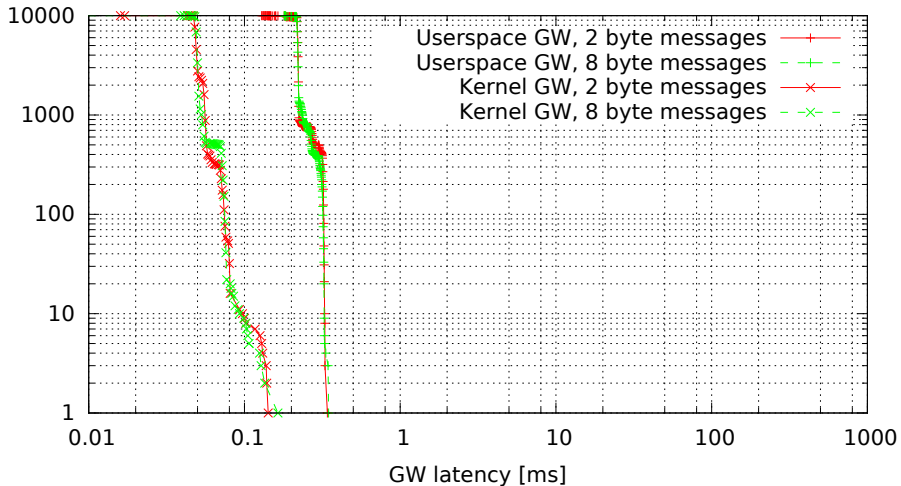 10000
1000
100
10
1
Userspace GW, 2 byte messages
Userspace GW, 8 byte messages
Kernel GW, 2 byte messages
Kernel GW, 8 byte messages
0.01 0.1 1 10 100 1000
GW latency [ms]